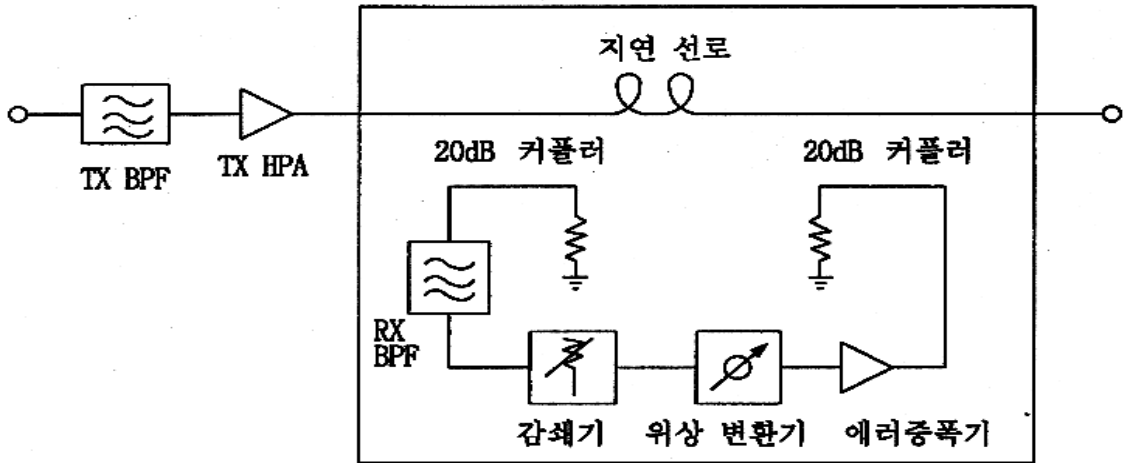 지연 선로
TX BPF
TX HPA
20dB 커플러
20dB 커플러
RX
BPF
감쇄기
위상 변환기
에러증폭기